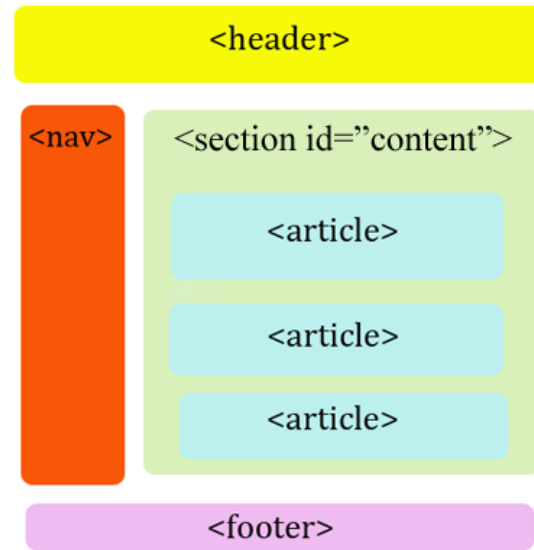 <header>
<nav>
<section id=”content”>
<article>
<article>
<article>
<footer>